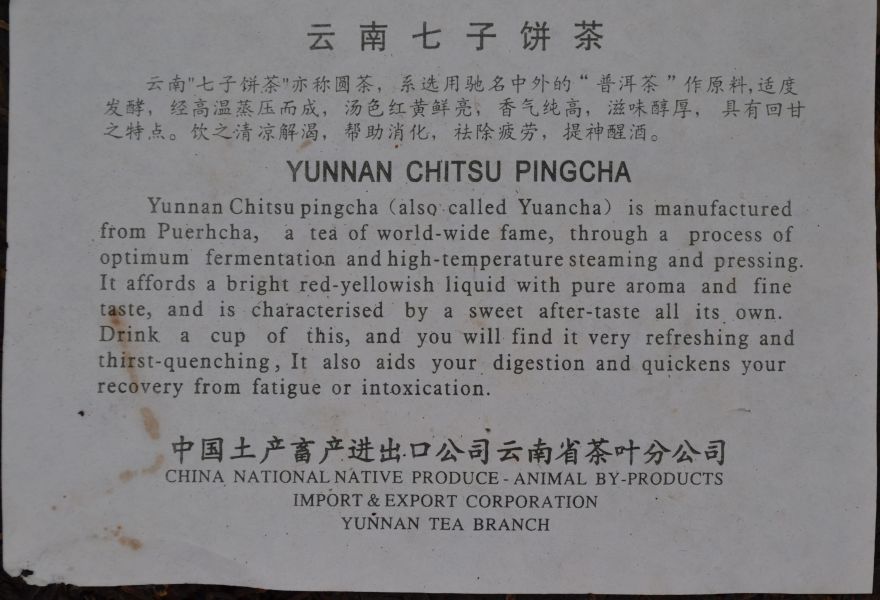 云南七子饼茶
云南"七子饼茶"亦称圆茶，系选用驰名中外的“普洱茶”作原料,适度
发酵，经高温蒸压而成，汤色红黄鲜亮，香气纯高，滋味醇厚，具有回甘
之特点。饮之清凉解渴，帮助消化，祛除疲劳，提神醒酒。
YUNNAN CHITSU PINGCHA
Yunnan Chitsu pingcha（also called Yuancha）is manufactured
from Puerhcha, a tea of world-wide fame, through a process of
optimum fermentation and high-temperature steaming and pressing.
It affords a bright red-yellowish liquid with pure aroma and fine
taste, and is characterised by a sweet after-taste all its own.
Drink a cup of this, and you will find it very refreshing and
thirst-quenching, It also aids your digestion and quickens your
recovery from fatigue or intoxication.
中国土产畜产进出口公司云南省茶叶分公司
CHINA NATIONAL NATIVE PRODUCE - ANIMAL BY-PRODUCTS
IMPORT & EXPORT CORPORATION
YUNNAN TEA BRANCH